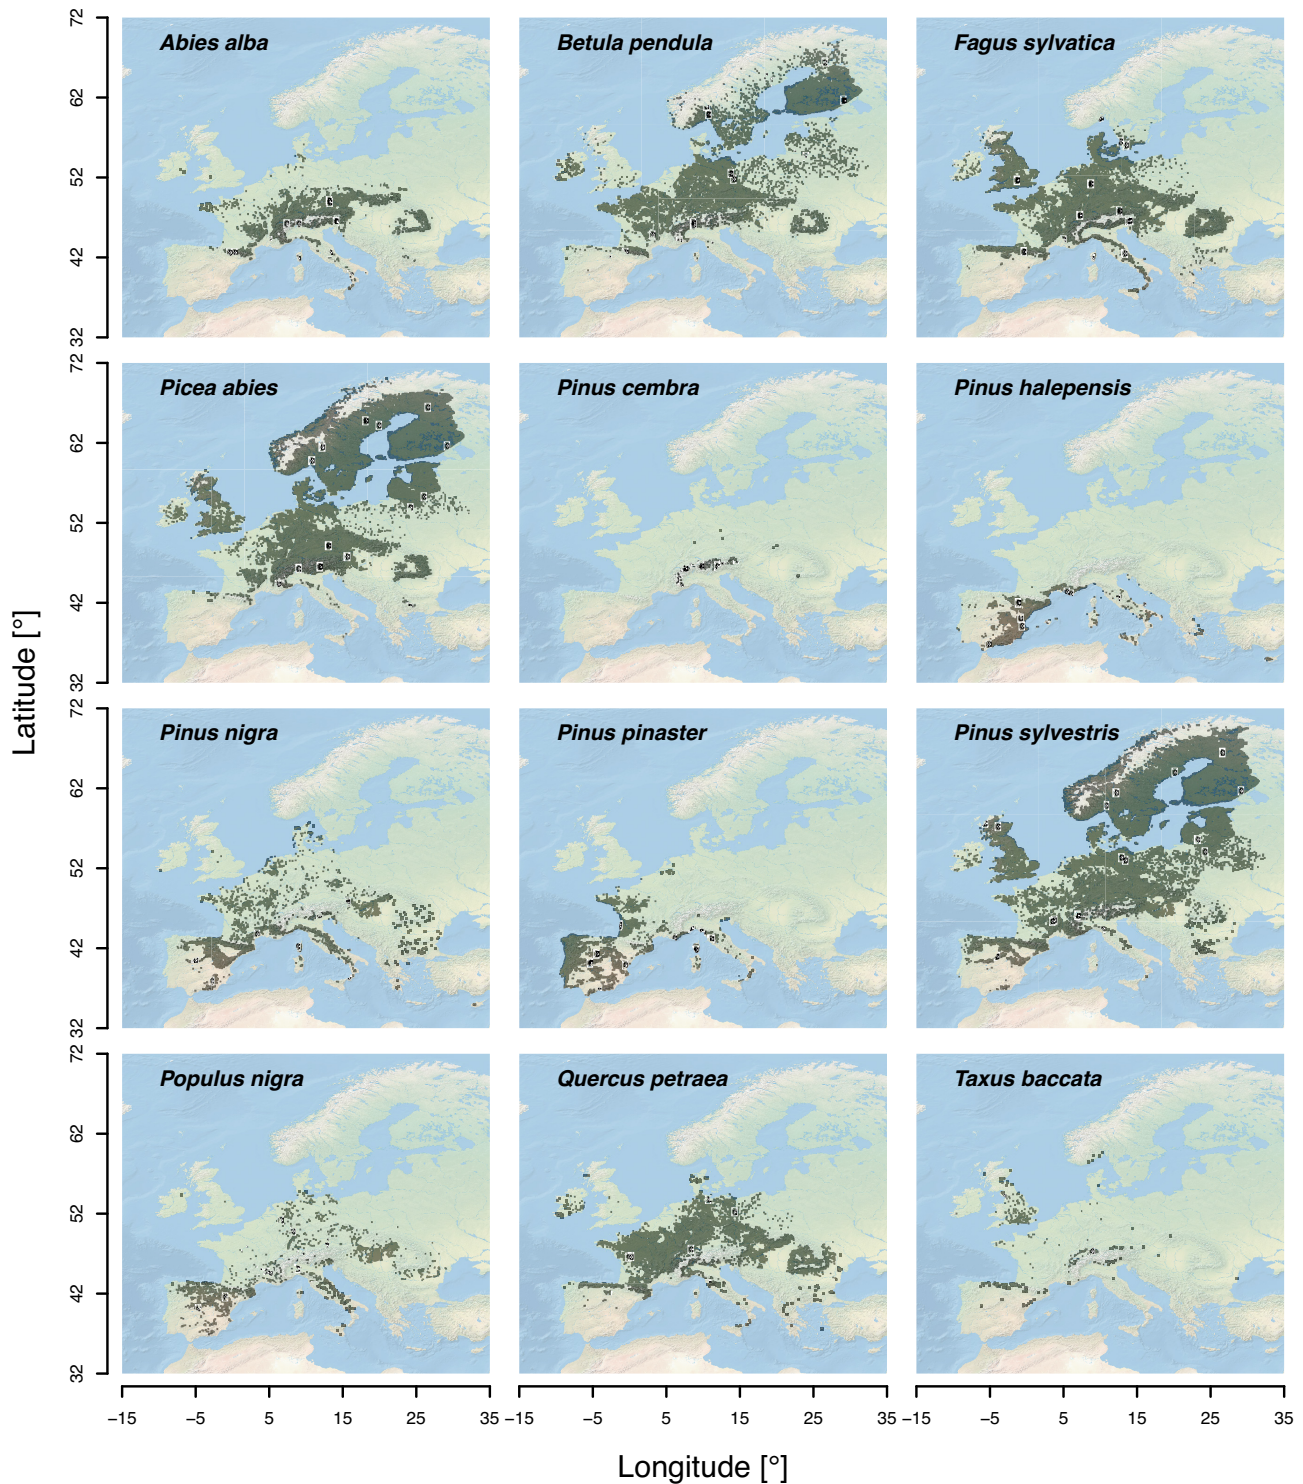 Abies alba
Betula pendula
Fagus sylvatica
72
62
52
42
32
Picea abies
Pinus cembra
Pinus halepensis
72
62
52
42
32
Latitude [°]
Pinus nigra
Pinus pinaster
Pinus sylvestris
72
62
52
42
32
Populus nigra
Quercus petraea
Taxus baccata
72
62
52
42
32
−15 −5 5 15 25 35
−15 −5 5 15 25 35
−15 −5 5 15 25 35
Longitude [°]